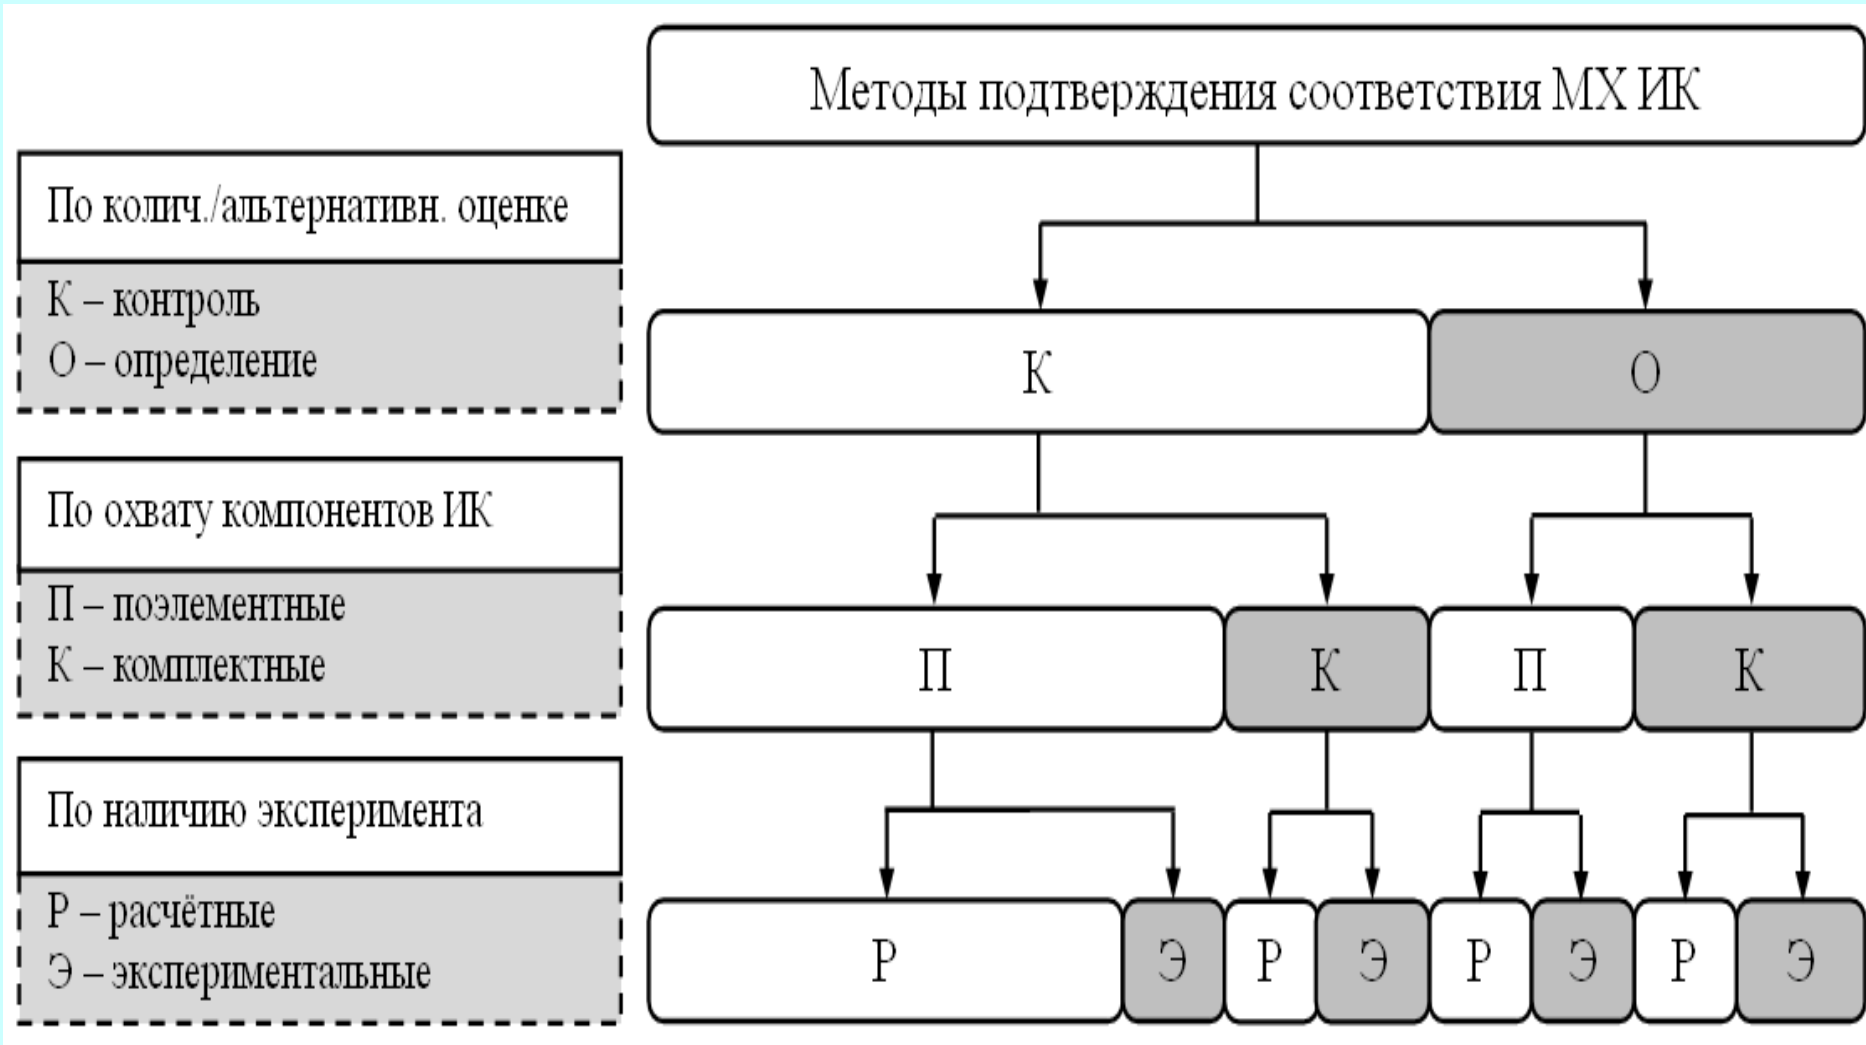 Методы подтверждения соответствия МХ ИК
По колич./альтернативн. оценке
К – контроль
О – определение
К О
По охвату компонентов ИК
П – поэлементные
К – комплектные
П К П К
По наличию эксперимента
Р – расчётные
Э – экспериментальные
Р Э Р Э Р Э Р Э